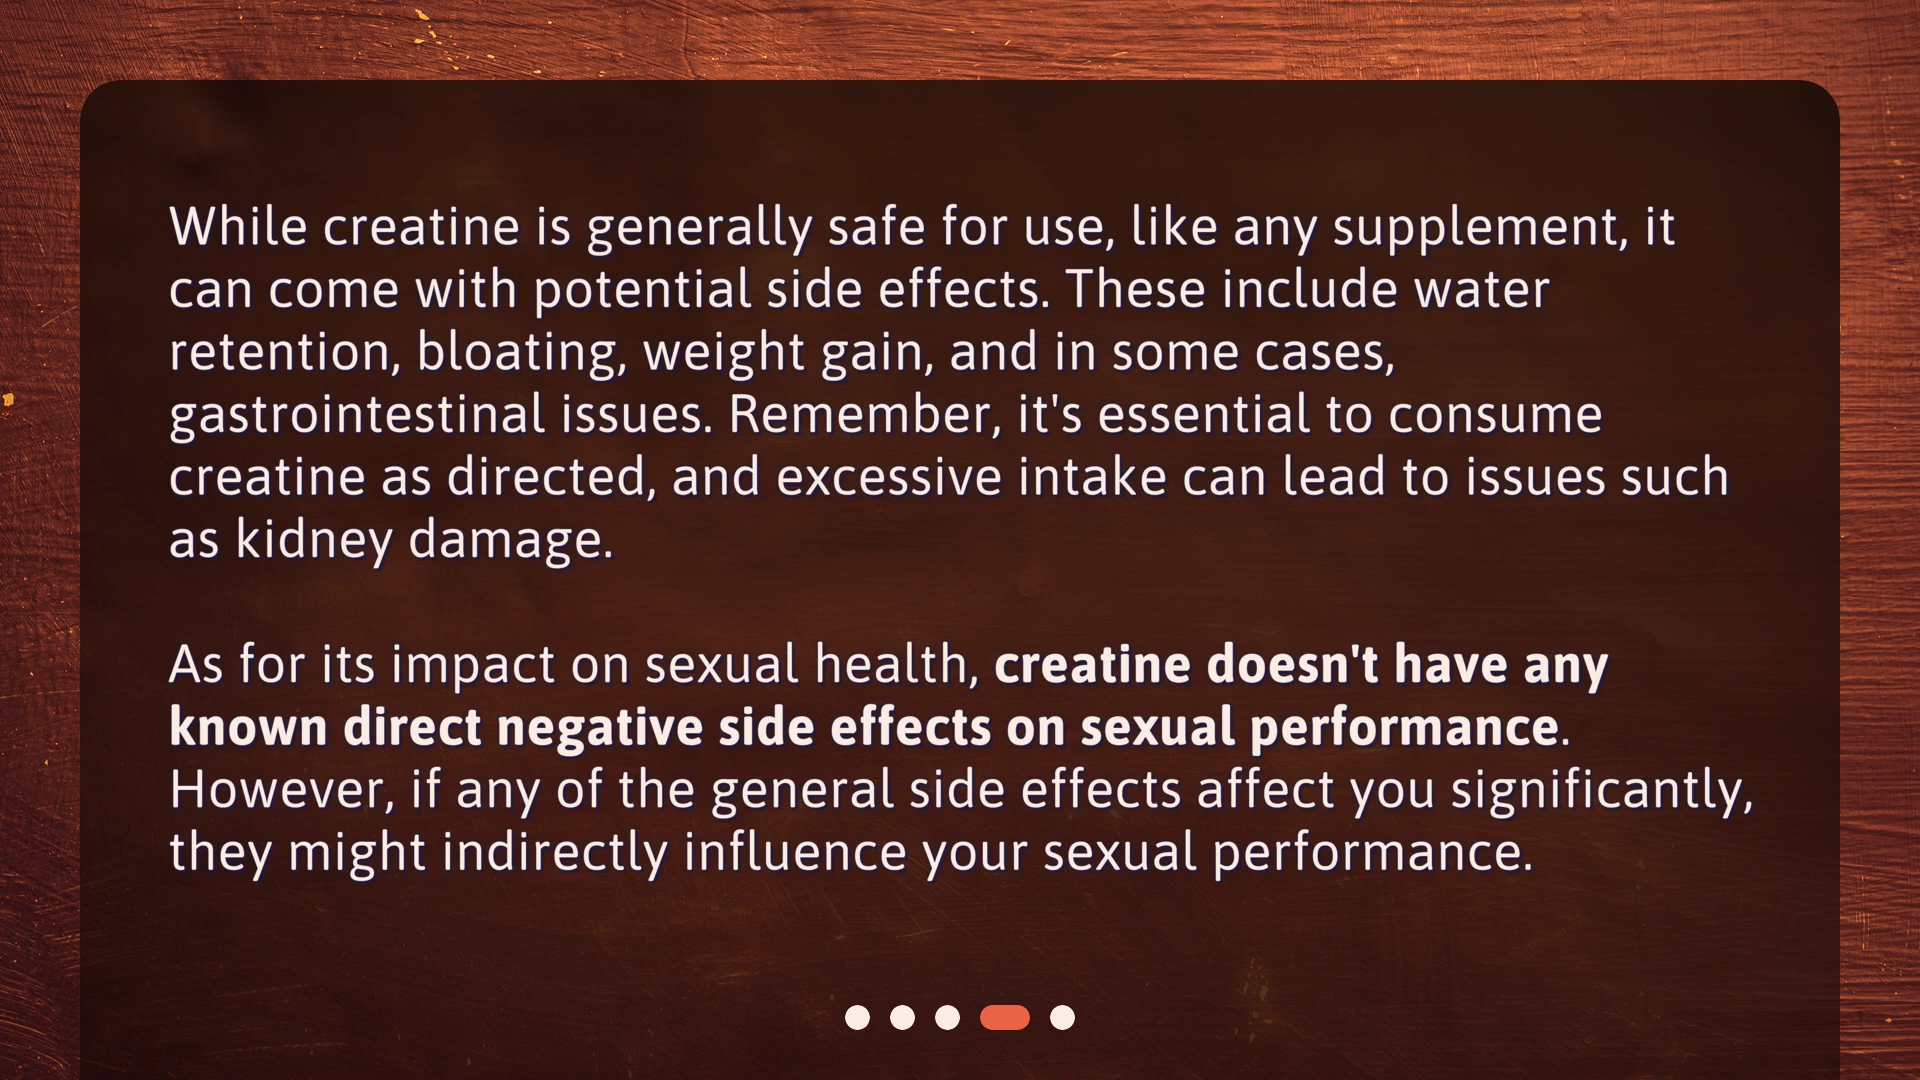 While creatine is generally safe for use, like any supplement, it
can come with potential side effects. These include water
retention, bloating, weight gain, and in some cases,
gastrointestinal issues. Remember, it's essential to consume
creatine as directed, and excessive intake can lead to issues such
as kidney damage.
As for its impact on sexual health, creatine doesn't have any
known direct negative side effects on sexual performance.
However, if any of the general side effects affect you significantly,
they might indirectly influence your sexual performance.